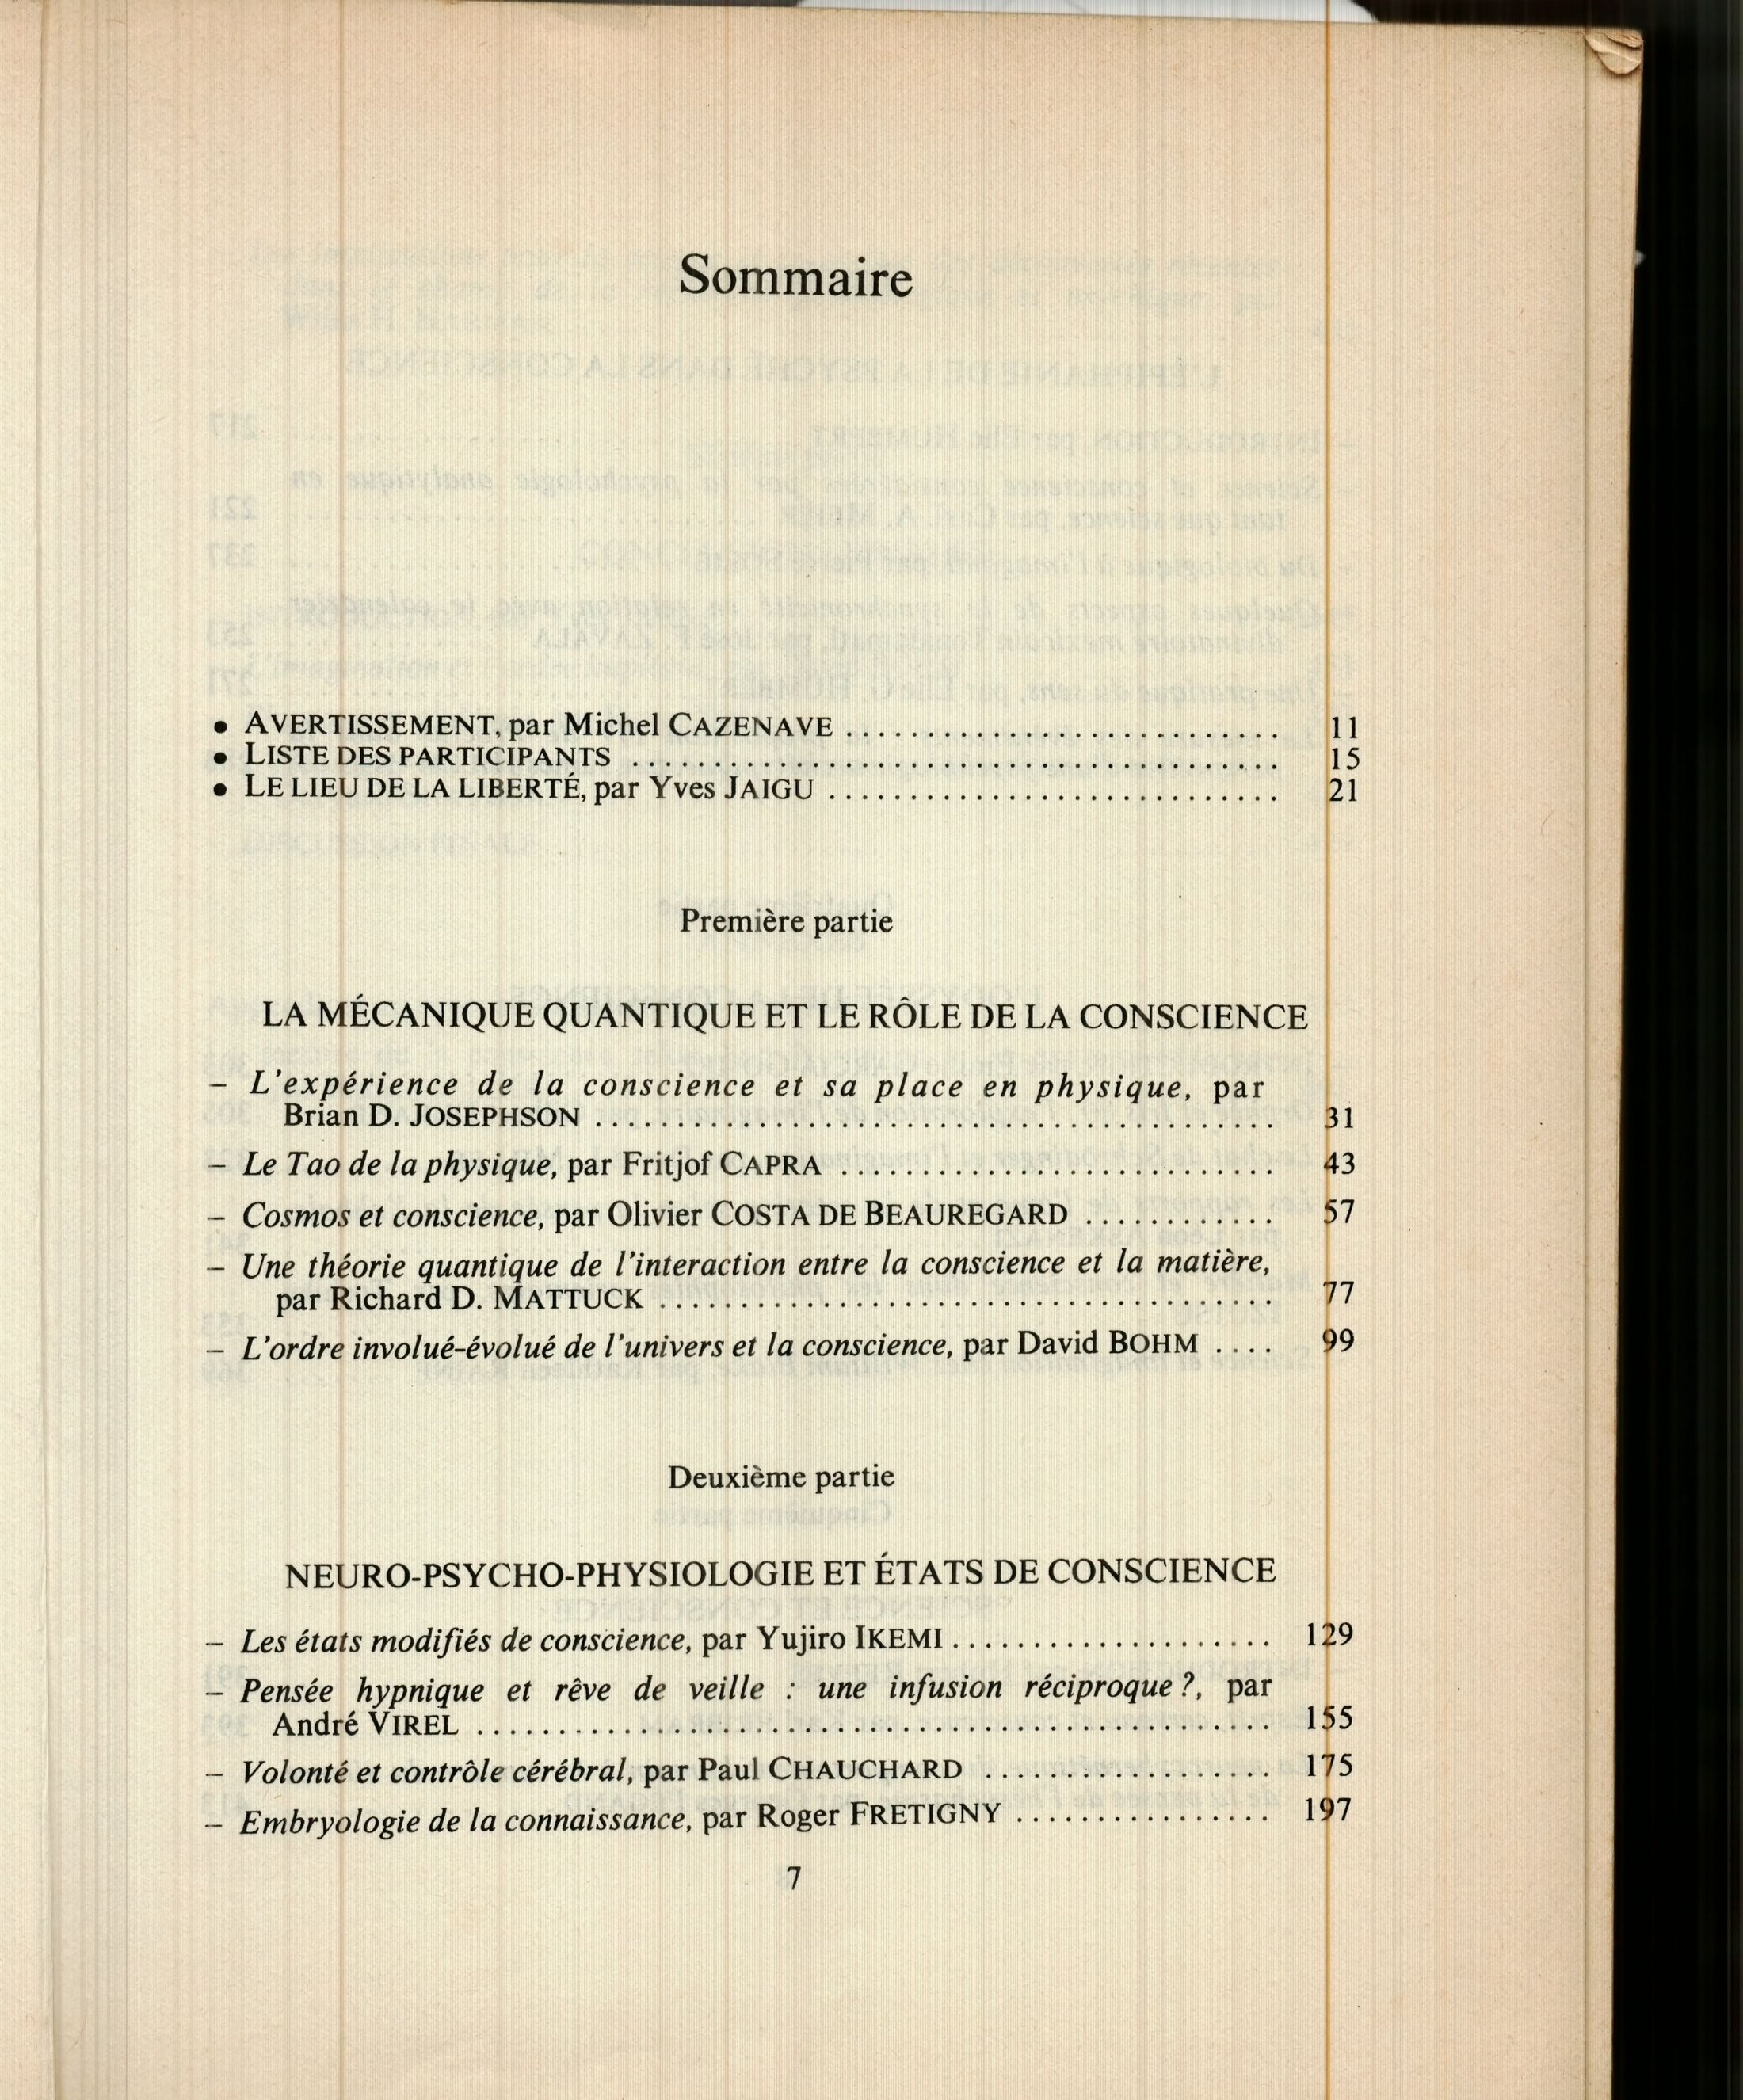 Sommaire
• AVERTISSEMENT, par Michel CAZENAVE ........................... 11
• LISTE DES PARTICIPANTS ......................................... 15
• LE LIEU DE LA LIBERTÉ, par Yves JAIGU ............................ 21
Première partie
LA MÉCANIQUE QUANTIQUE ET LE RÔLE DE LA CONSCIENCE
– L'expérience de la conscience et sa place en physique, par
Brian D. JOSEPHSON ........................................... 31
– Le Tao de la physique, par Fritjof CAPRA ........................... 43
– Cosmos et conscience, par Olivier COSTA DE BEAUREGARD ............ 57
– Une théorie quantique de l'interaction entre la conscience et la matière,
par Richard D. MATTUCK ....................................... 77
– L'ordre involué-évolué de l'univers et la conscience, par David BOHM .... 99
Deuxième partie
NEURO-PSYCHO-PHYSIOLOGIE ET ÉTATS DE CONSCIENCE
– Les états modifiés de conscience, par Yujiro IKEMI .................... 129
– Pensée hypnique et rêve de veille : une infusion réciproque ?, par
André VIREL .................................................. 155
– Volonté et contrôle cérébral, par Paul CHAUCHARD .................. 175
– Embryologie de la connaissance, par Roger FRETIGNY ................ 197
7